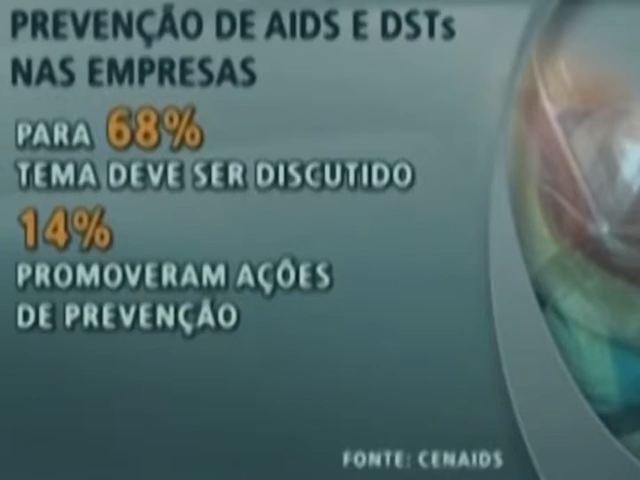 PREVENÇÃO DE AIDS E DSTs
NAS EMPRESAS
PARA 68%
TEMA DEVE SER DISCUTIDO
14%
PROMOVERAM AÇÕES
DE PREVENÇÃO
FONTE: CENAIDS